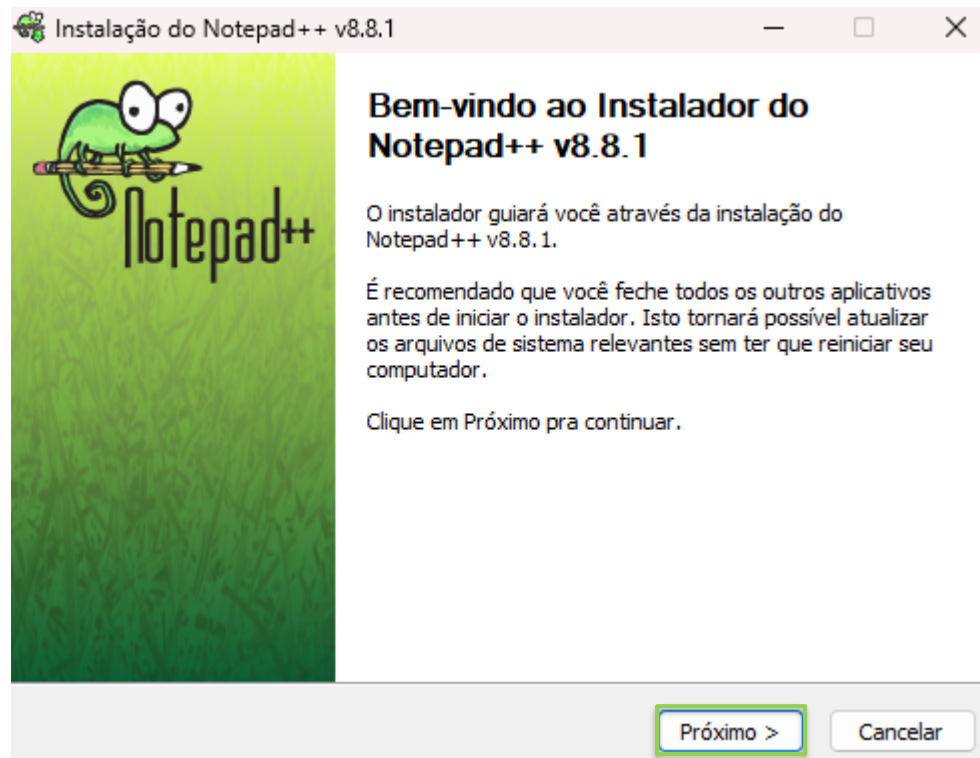 Instalação do Notepad++ v8.8.1
Notepad++
Bem-vindo ao Instalador do
Notepad++ v8.8.1
O instalador guiará você através da instalação do
Notepad++ v8.8.1.
É recomendado que você feche todos os outros aplicativos
antes de iniciar o instalador. Isto tornará possível atualizar
os arquivos de sistema relevantes sem ter que reiniciar seu
computador.
Clique em Próximo pra continuar.
Próximo >
Cancelar